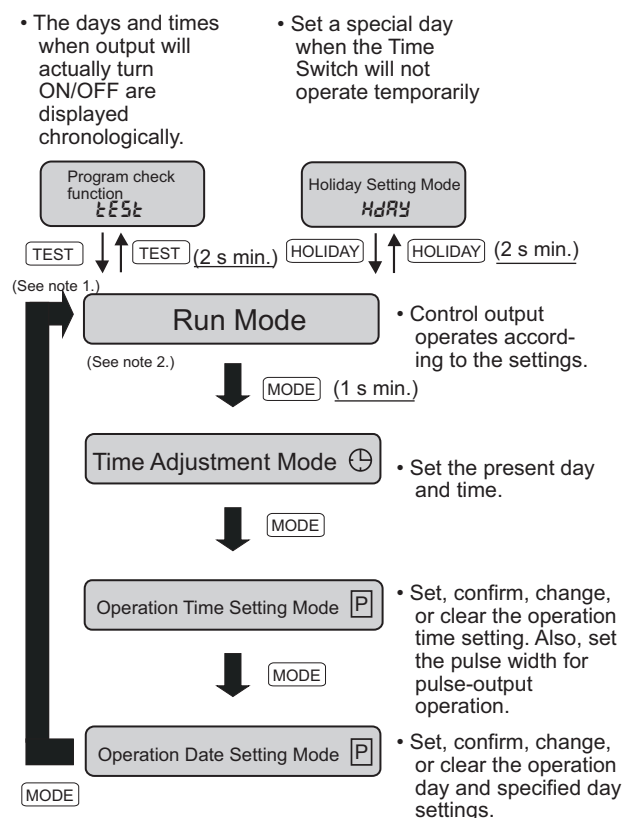 • The days and times
when output will
actually turn
ON/OFF are
displayed
chronologically.
• Set a special day
when the Time
Switch will not
operate temporarily
Program check
function
tESt
Holiday Setting Mode
HdAY
TEST
TEST
(2 s min.)
HOLIDAY
HOLIDAY
(2 s min.)
(See note 1.)
Run Mode
• Control output
operates accord-
ing to the settings.
(See note 2.)
MODE
(1 s min.)
Time Adjustment Mode
• Set the present day
and time.
MODE
Operation Time Setting Mode P
• Set, confirm, change,
or clear the operation
time setting. Also, set
the pulse width for
pulse-output
operation.
MODE
Operation Date Setting Mode P
• Set, confirm, change,
or clear the operation
day and specified day
settings.
MODE